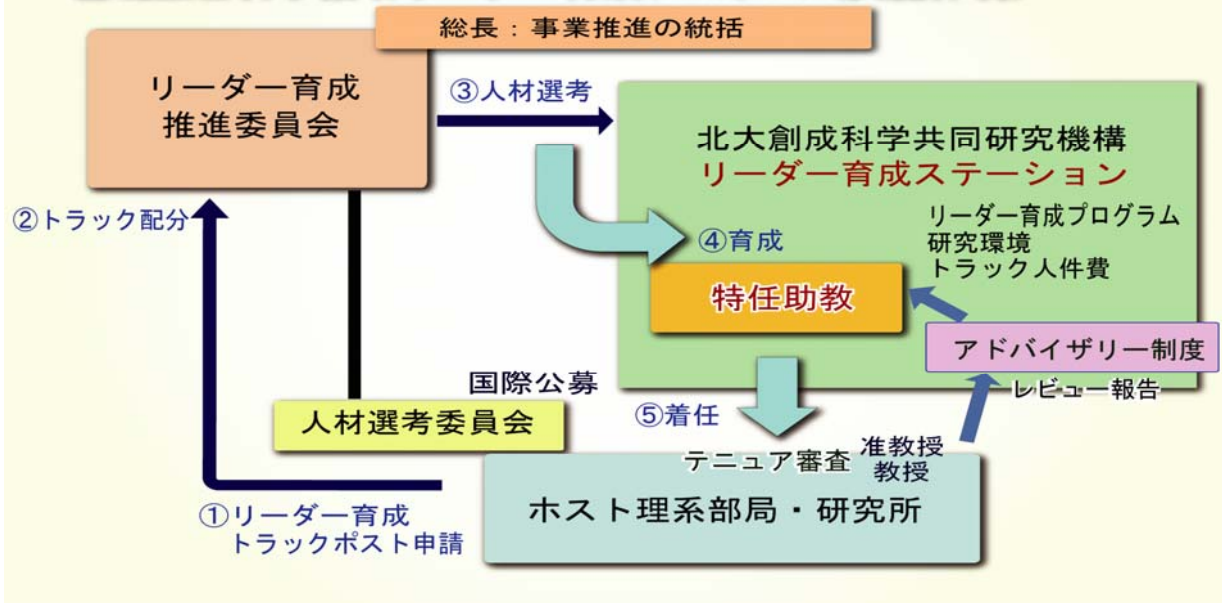 総長：事業推進の統括
リーダー育成
推進委員会
③人材選考
北大創成科学共同研究機構
リーダー育成ステーション
②トラック配分
リーダー育成プログラム
研究環境
トラック人件費
④育成
特任助教
アドバイザリー制度
レビュー報告
国際公募
人材選考委員会
⑤着任
テニュア審査
准教授
教授
ホスト理系部局・研究所
①リーダー育成
トラックポスト申請